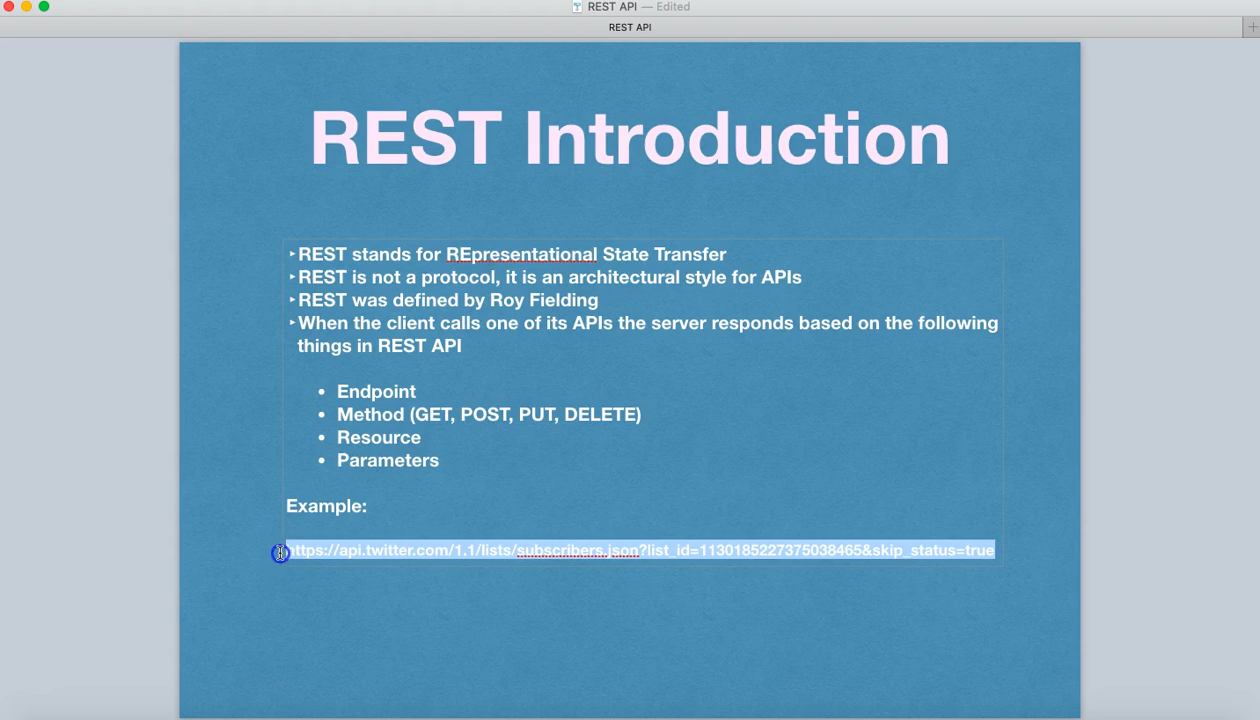 REST API — Edited
REST API
REST Introduction
‣REST stands for REpresentational State Transfer
‣REST is not a protocol, it is an architectural style for APIs
‣REST was defined by Roy Fielding
‣When the client calls one of its APIs the server responds based on the following
things in REST API
• Endpoint
• Method (GET, POST, PUT, DELETE)
• Resource
• Parameters
Example:
https://api.twitter.com/1.1/lists/subscribers.json?list_id=1130185227375038465&skip_status=true